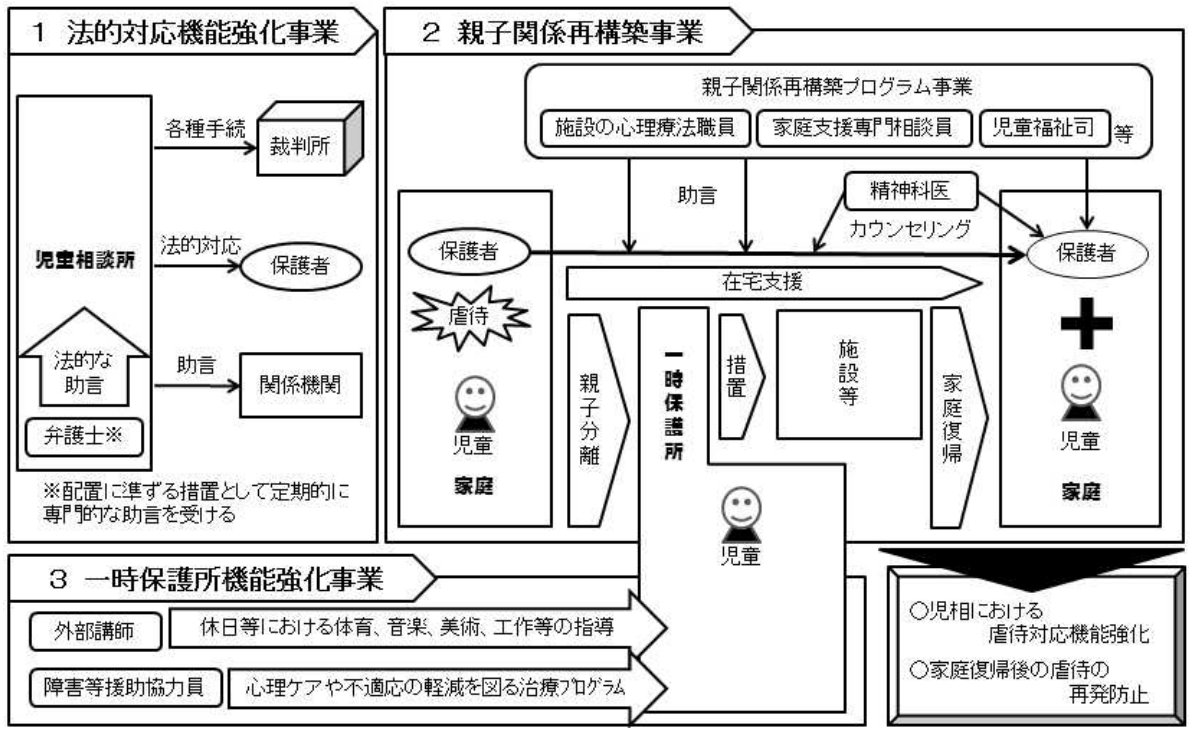 1 法的対応機能強化事業
児童相談所
各種手続
裁判所
法的対応
保護者
法的な
助言
助言
関係機関
弁護士※
※配置に準ずる措置として定期的に
専門的な助言を受ける
2 親子関係再構築事業
親子関係再構築プログラム事業
施設の心理療法職員
家庭支援専門相談員
児童福祉司
等
助言
精神科医
カウンセリング
保護者
保護者
在宅支援
虐待
児童
家庭
親子分離
一時保護所
措置
施設等
家庭復帰
児童
児童
家庭
3 一時保護所機能強化事業
外部講師
休日等における体育、音楽、美術、工作等の指導
障害等援助協力員
心理ケアや不適応の軽減を図る治療プログラム
○児相における
虐待対応機能強化
○家庭復帰後の虐待の
再発防止